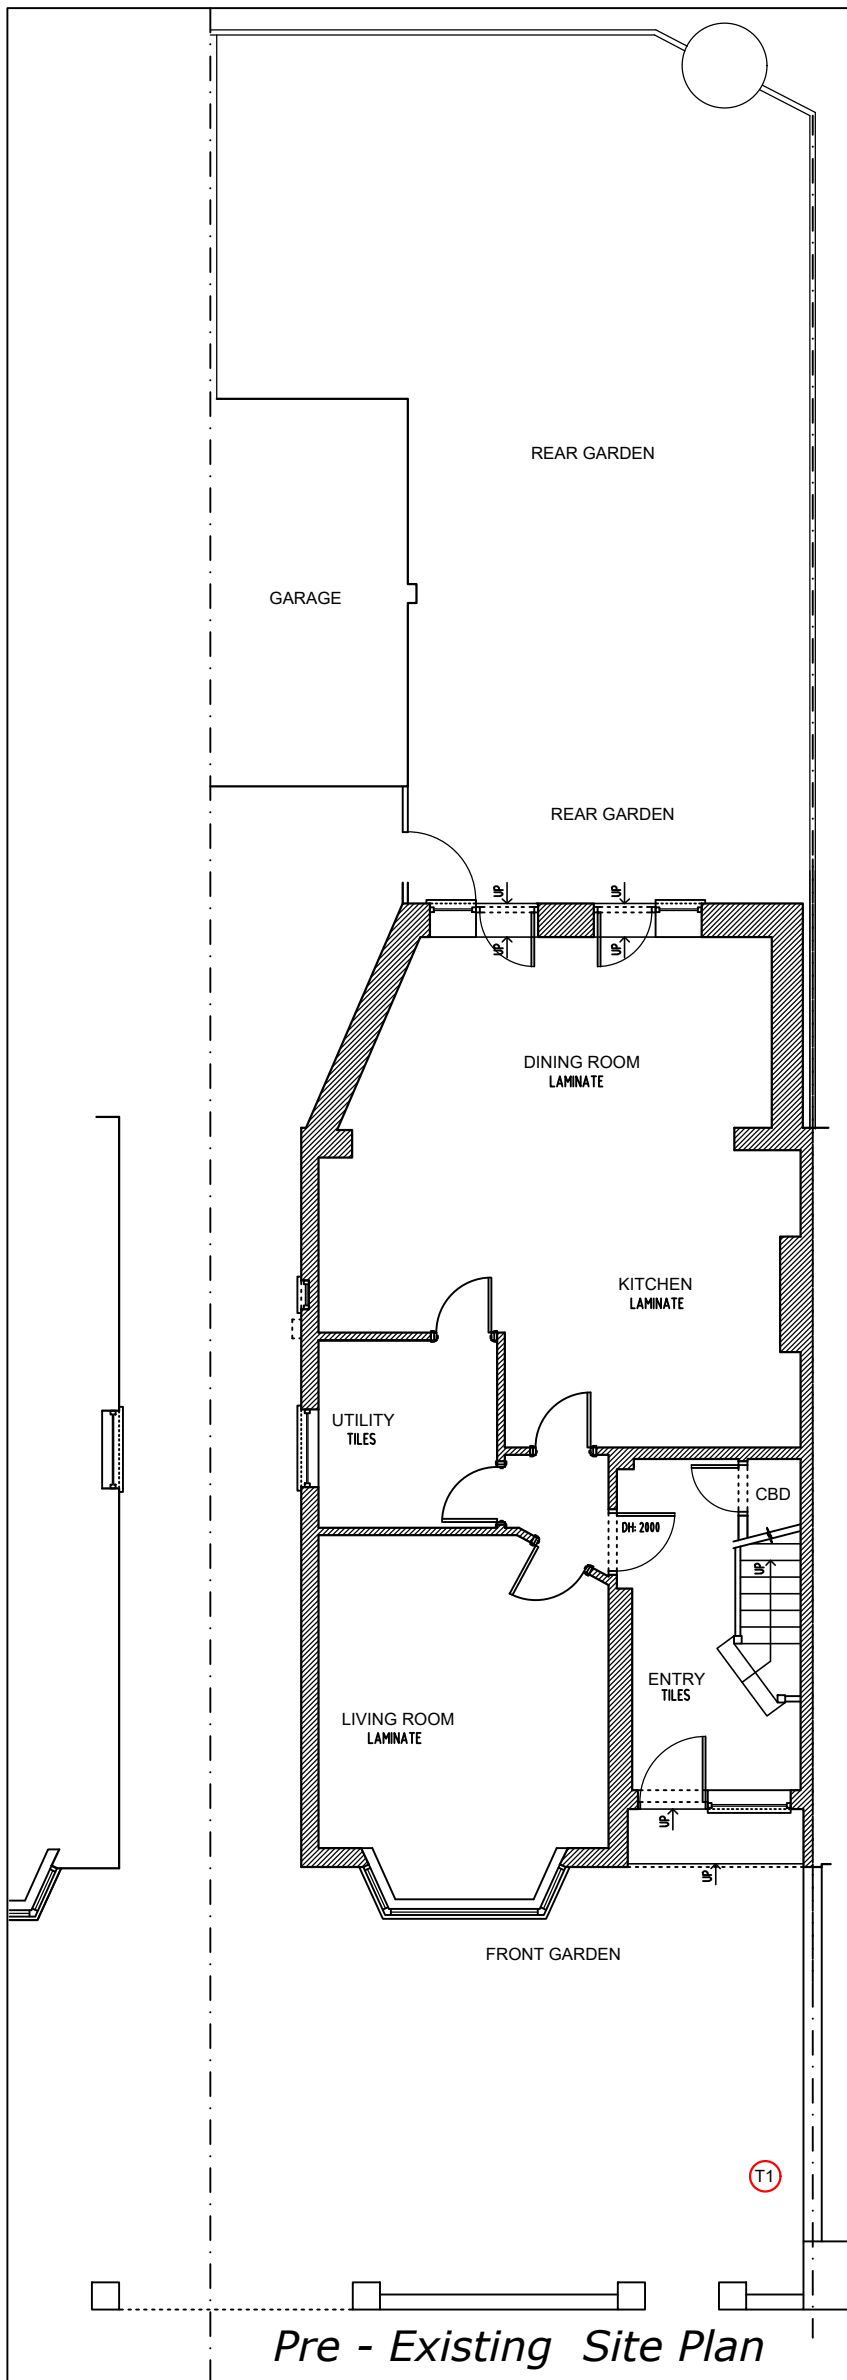 REAR GARDEN
GARAGE
REAR GARDEN
UP
UP
UP
UP
DINING ROOM
LAMINATE
KITCHEN
LAMINATE
UTILITY
TILES
CBD
DH: 2000
UP
ENTRY
TILES
LIVING ROOM
LAMINATE
UP
UP
FRONT GARDEN
T1
Pre - Existing Site Plan